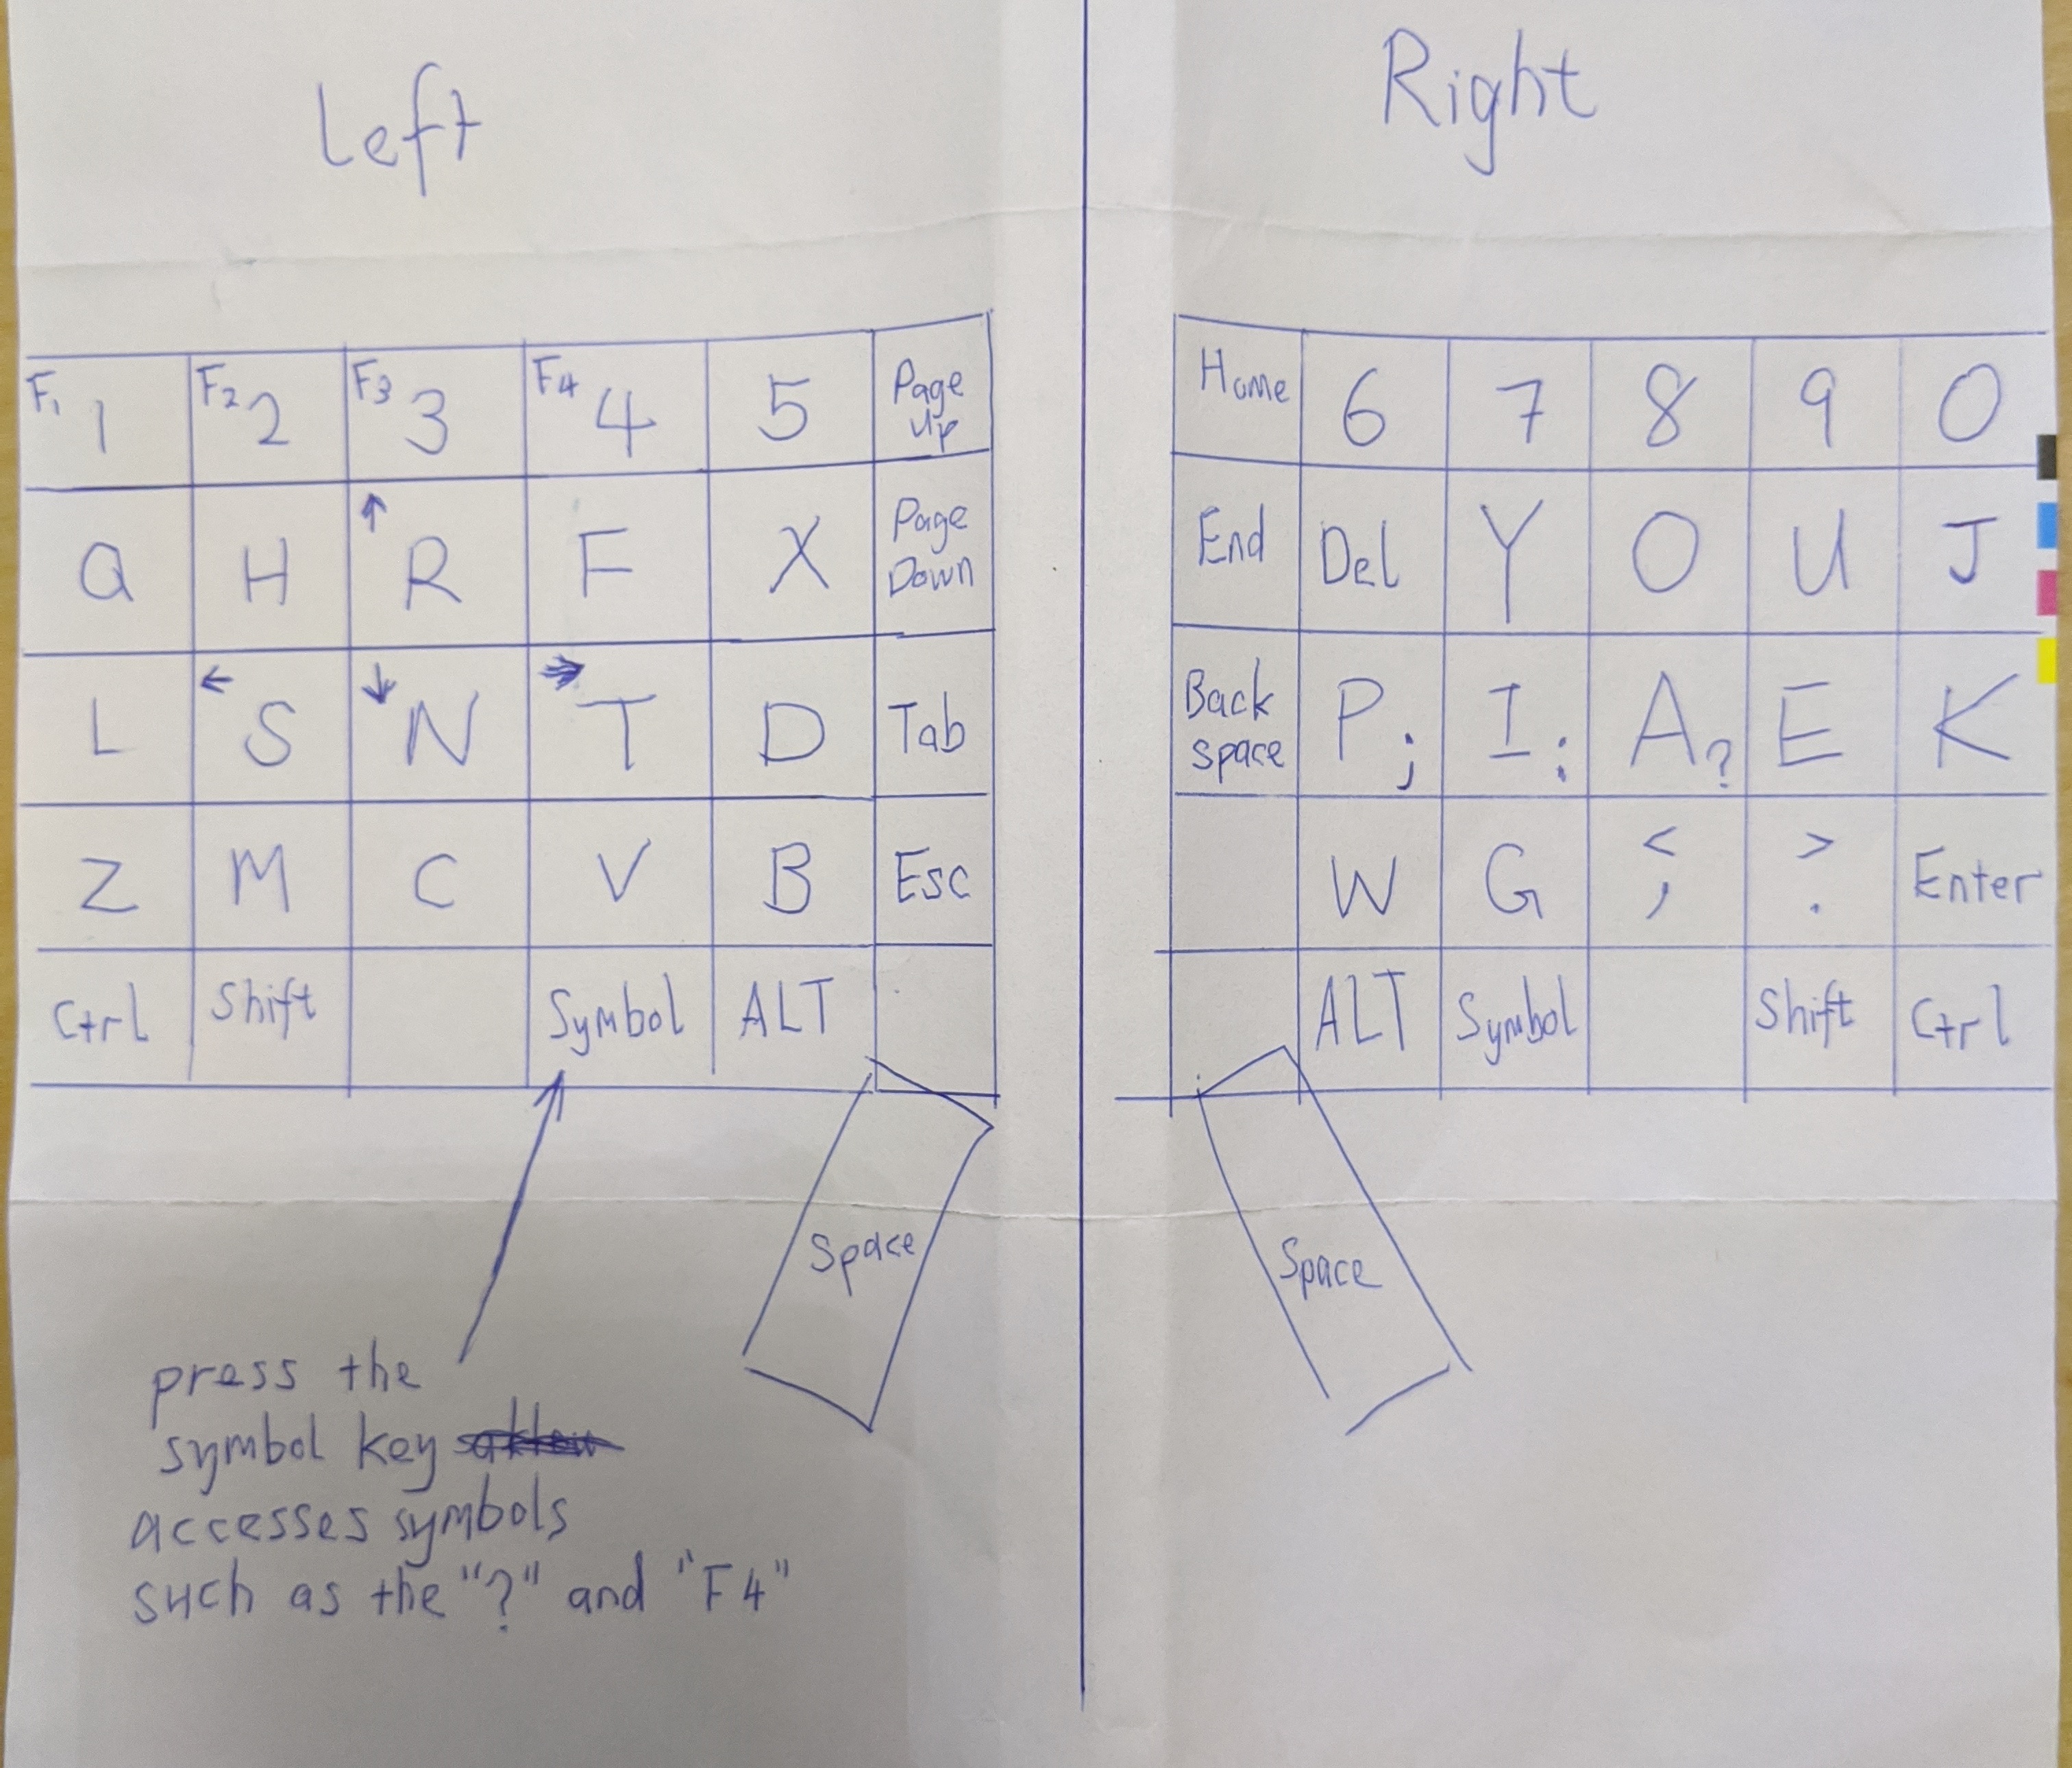 Left
Right
F1 1 F2 2 F3 3 F4 4 5 Page Up
Home 6 7 8 9 0
Q H ↑ R F X Page Down
End Del Y O U J
L ← S ↓ N → T D Tab
Back space P ; I : A ? E K
Z M C V B Esc
W G < , > . Enter
Ctrl Shift Symbol ALT
ALT Symbol Shift Ctrl
Space
Space
press the
symbol key
accesses symbols
such as the "?" and "F4"